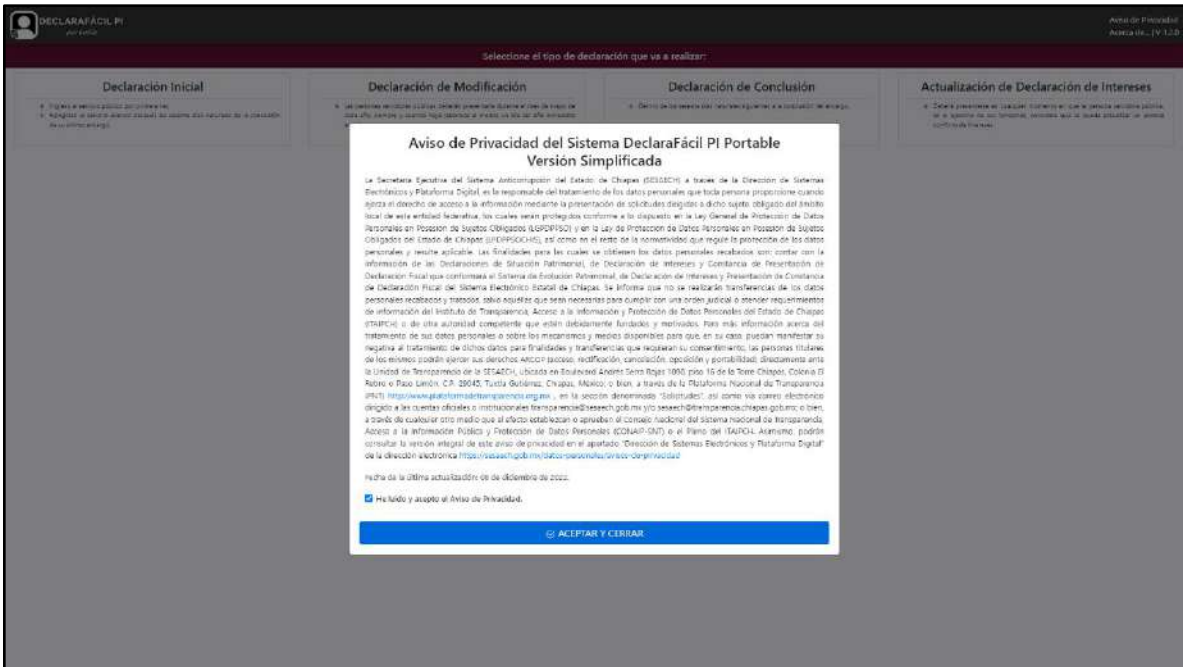 DECLARAFÁCIL PI
Aviso de Privacidad
Acerca de... | V 1.2.0
Seleccione el tipo de declaración que va a realizar:
Declaración Inicial
Declaración de Modificación
Declaración de Conclusión
Actualización de Declaración de Intereses
Aviso de Privacidad del Sistema DeclaraFácil PI Portable
Versión Simplificada
La Secretaría Ejecutiva del Sistema Anticorrupción del Estado de Chiapas (SESAECH) a través de la Dirección de Sistemas
Electrónicos y Plataforma Digital, es la responsable del tratamiento de los datos personales que toda persona proporcione cuando
ejerza el derecho de acceso a la información mediante la presentación de solicitudes dirigidas a dicho sujeto obligado del ámbito
local de esta entidad federativa, los cuales serán protegidos conforme a lo dispuesto en la Ley General de Protección de Datos
Personales en Posesión de Sujetos Obligados (LGPDPPSO) y en la Ley de Protección de Datos Personales en Posesión de Sujetos
Obligados del Estado de Chiapas (LPDPPSOCHIS), así como en el resto de la normatividad que regule la protección de los datos
personales y resulte aplicable. Las finalidades para las cuales se obtienen los datos personales recabados son: contar con la
información de las Declaraciones de Situación Patrimonial, de Declaración de Intereses y Constancia de Presentación de
Declaración Fiscal que conformará el Sistema de Evolución Patrimonial, de Declaración de Intereses y Presentación de Constancia
de Declaración Fiscal del Sistema Electrónico Estatal de Chiapas. Se informa que no se realizarán transferencias de los datos
personales recabados y tratados, salvo aquéllas que sean necesarias para cumplir con una orden judicial o atender requerimientos
de información del Instituto de Transparencia, Acceso a la Información y Protección de Datos Personales del Estado de Chiapas
(ITAIPCH) o de otra autoridad competente que estén debidamente fundados y motivados. Para más información acerca del
tratamiento de sus datos personales o sobre los mecanismos y medios disponibles para que, en su caso, puedan manifestar su
negativa al tratamiento de dichos datos para finalidades y transferencias que requieran su consentimiento, las personas titulares
de los mismos podrán ejercer sus derechos ARCOP (acceso, rectificación, cancelación, oposición y portabilidad) directamente ante
la Unidad de Transparencia de la SESAECH, ubicada en Boulevard Andrés Serra Rojas 1090, piso 16 de la Torre Chiapas, Colonia El
Retiro o Paso Limón, C.P. 29045, Tuxtla Gutiérrez, Chiapas, México; o bien, a través de la Plataforma Nacional de Transparencia
(PNT) http://www.plataformadetransparencia.org.mx , en la sección denominada "Solicitudes", así como vía correo electrónico
dirigido a las cuentas oficiales o institucionales transparencia@sesaech.gob.mx y/o sesaech@transparencia.chiapas.gob.mx; o bien,
a través de cualquier otro medio que al efecto establezcan o aprueben el Consejo Nacional del Sistema Nacional de Transparencia,
Acceso a la Información Pública y Protección de Datos Personales (CONAIP-SNT) o el Pleno del ITAIPCH. Asimismo, podrán
consultar la versión integral de este aviso de privacidad en el apartado "Dirección de Sistemas Electrónicos y Plataforma Digital"
de la dirección electrónica https://sesaech.gob.mx/datos-personales/avisos-de-privacidad
Fecha de la última actualización: 06 de diciembre de 2022.
He leído y acepto el Aviso de Privacidad.
ACEPTAR Y CERRAR